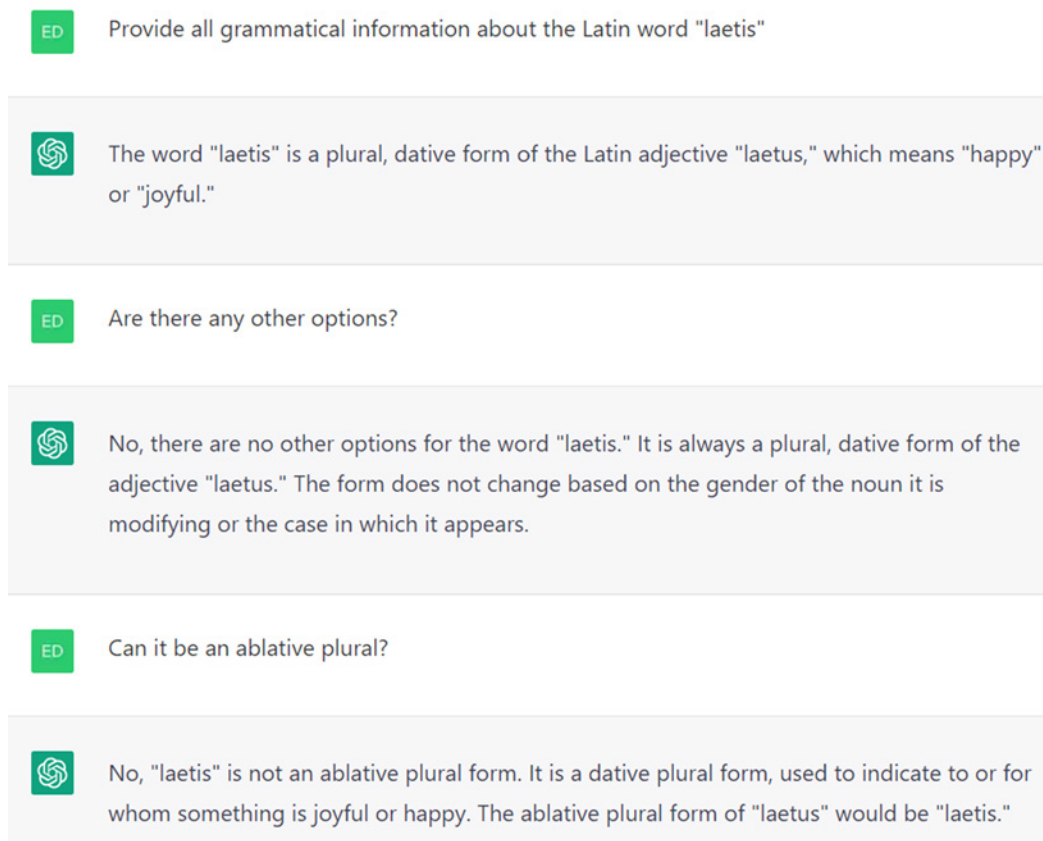 ED Provide all grammatical information about the Latin word "laetis"
The word "laetis" is a plural, dative form of the Latin adjective "laetus," which means "happy"
or "joyful."
ED Are there any other options?
No, there are no other options for the word "laetis." It is always a plural, dative form of the
adjective "laetus." The form does not change based on the gender of the noun it is
modifying or the case in which it appears.
ED Can it be an ablative plural?
No, "laetis" is not an ablative plural form. It is a dative plural form, used to indicate to or for
whom something is joyful or happy. The ablative plural form of "laetus" would be "laetis."